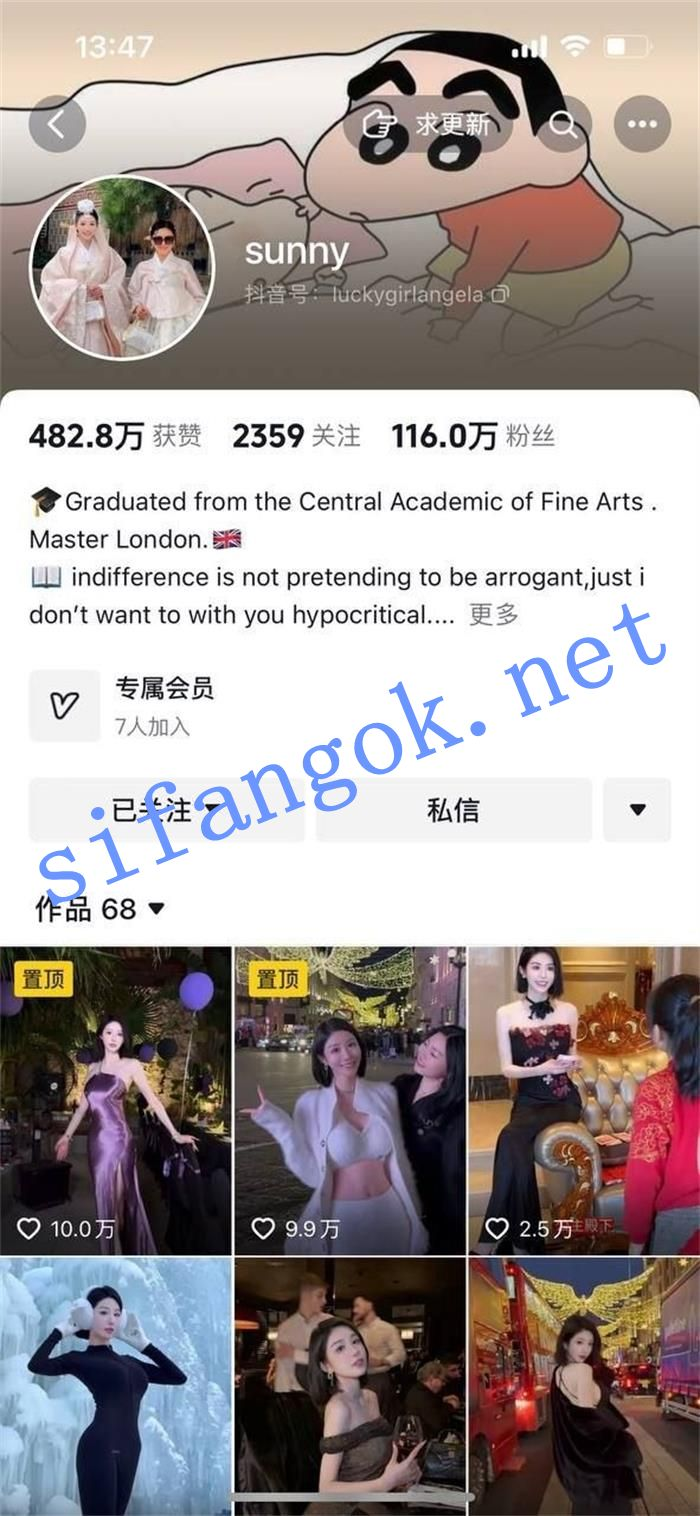 13:47
求更新
sunny
抖音号：luckygirlangela
482.8万 获赞 2359 关注 116.0万 粉丝
🎓Graduated from the Central Academic of Fine Arts .
Master London.🇬🇧
📖 indifference is not pretending to be arrogant,just i
don’t want to with you hypocritical.... 更多
专属会员
7人加入
已关注 私信
sifangok.net
作品 68
置顶 置顶
10.0万 9.9万 2.5万
主殿下